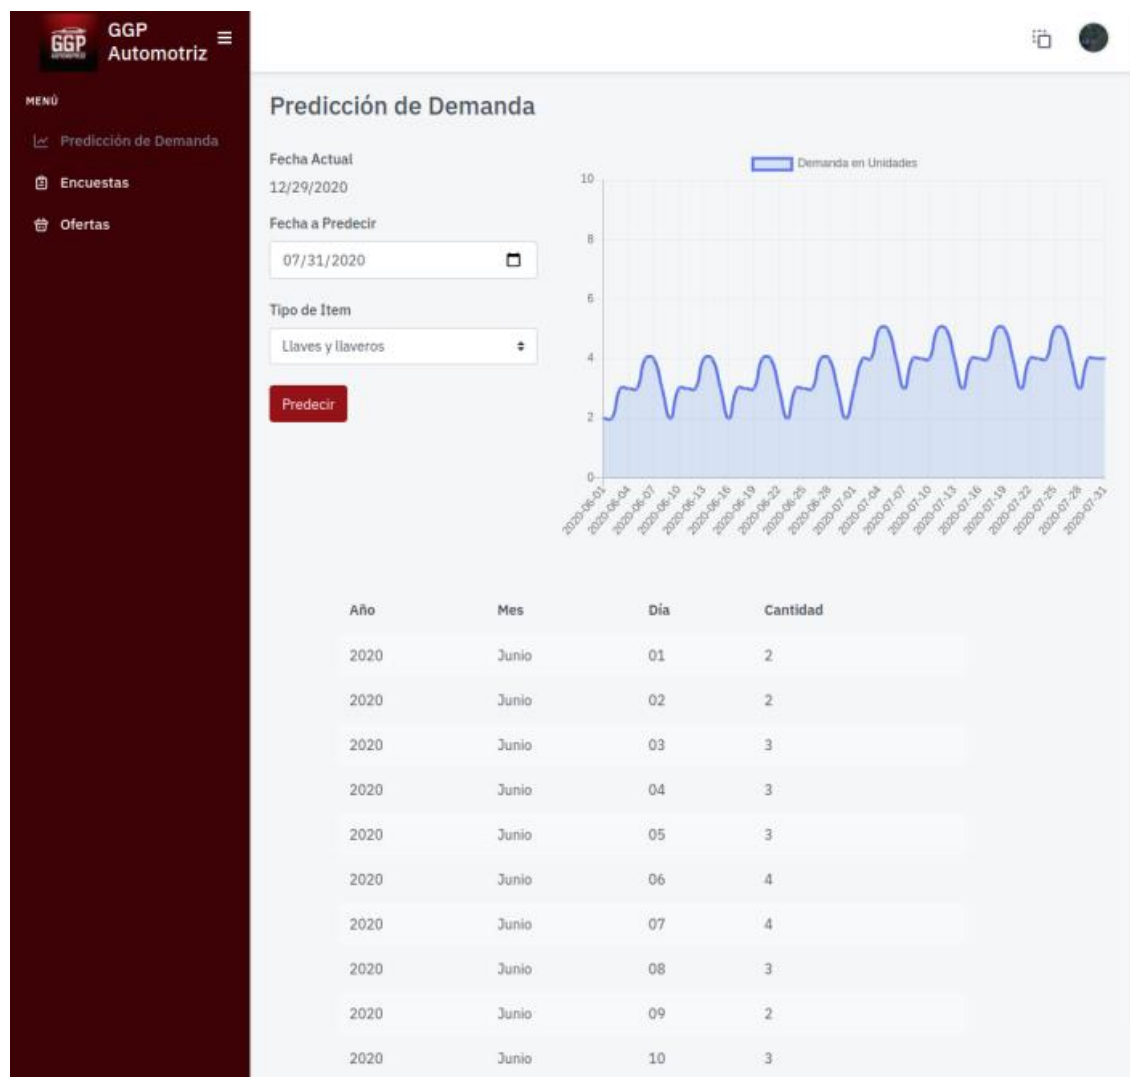 GGP
GGP
Automotriz
MENÚ
Predicción de Demanda
Encuestas
Ofertas
Predicción de Demanda
Fecha Actual
12/29/2020
Fecha a Predecir
07/31/2020
Tipo de Item
Llaves y llaveros
Predecir
Demanda en Unidades
10
8
6
4
2
0
2020-06-01
2020-06-04
2020-06-07
2020-06-10
2020-06-13
2020-06-16
2020-06-19
2020-06-22
2020-06-25
2020-06-28
2020-07-01
2020-07-04
2020-07-07
2020-07-10
2020-07-13
2020-07-16
2020-07-19
2020-07-22
2020-07-25
2020-07-28
2020-07-31
Año Mes Día Cantidad
2020 Junio 01 2
2020 Junio 02 2
2020 Junio 03 3
2020 Junio 04 3
2020 Junio 05 3
2020 Junio 06 4
2020 Junio 07 4
2020 Junio 08 3
2020 Junio 09 2
2020 Junio 10 3